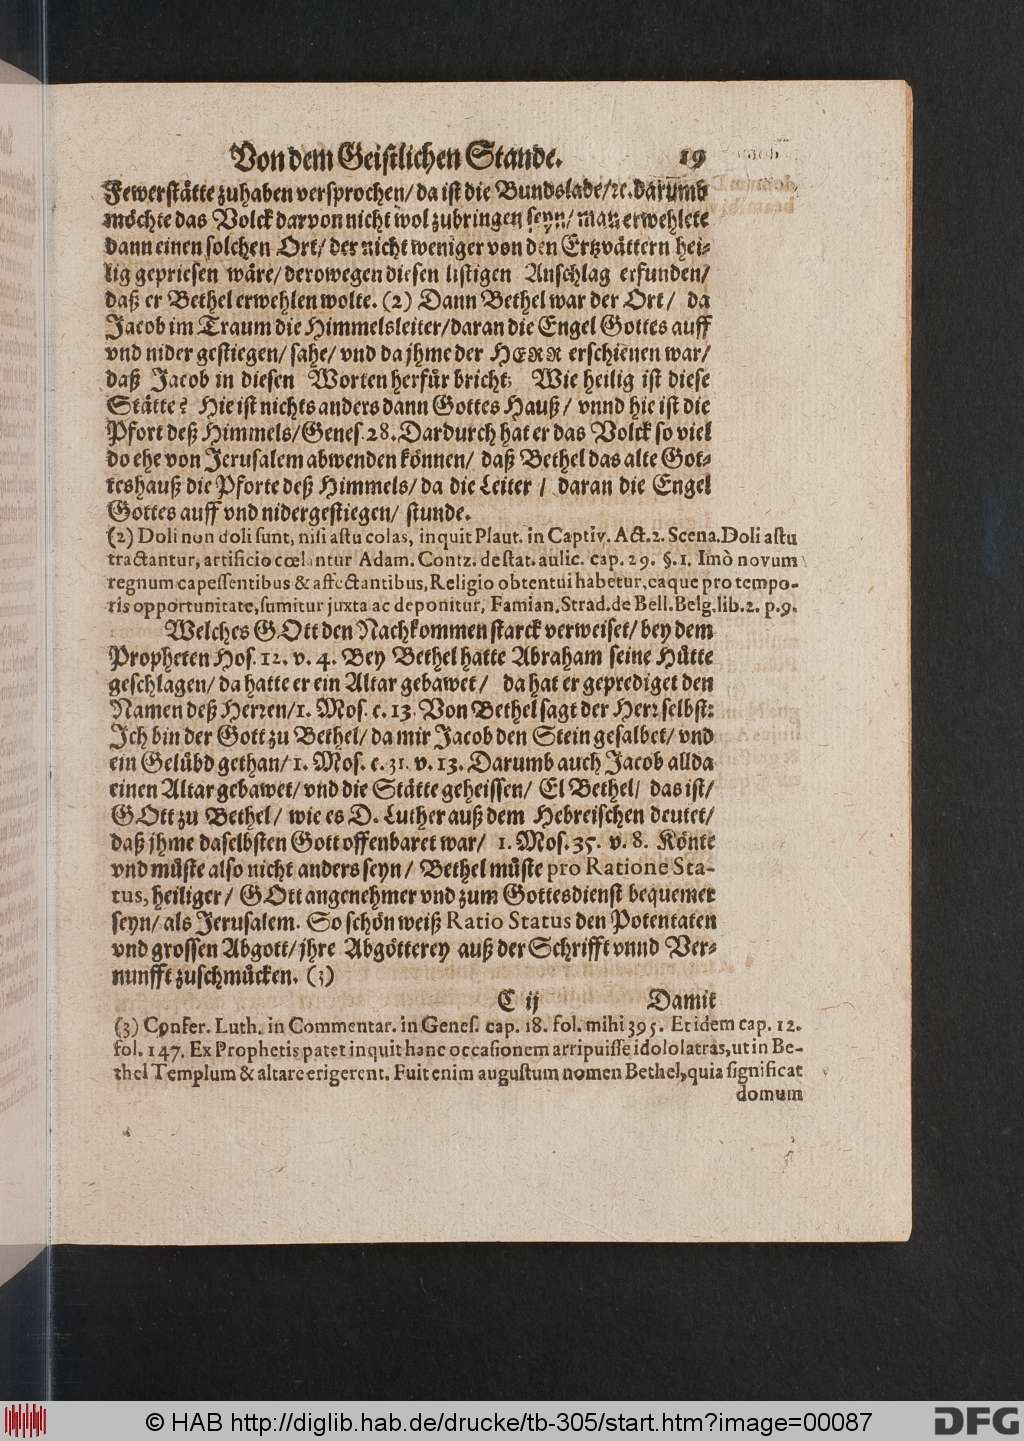 Von dem Geistlichen Stande. 19
Fewerstätte zuhaben versprochen/ da ist die Bundslade/ ꝛc. darumb
möchte das Volck darvon nicht wol zubringen seyn/ man erwehlete
dann einen solchen Ort/ der nicht weniger von den Ertzvättern hei-
lig gepriesen wäre/ derowegen diesen listigen Anschlag erfunden/
daß er Bethel erwehlen wolte. (2) Dann Bethel war der Ort/ da
Jacob im Traum die Himmelsleiter/ daran die Engel Gottes auff
vnd nider gestiegen/ sahe/ vnd da jhme der HERR erschienen war/
daß Jacob in diesen Worten herfür bricht: Wie heilig ist diese
Stätte? Hie ist nichts anders dann Gottes Hauß/ vnnd hie ist die
Pfort deß Himmels/ Genes. 28. Dardurch hat er das Volck so viel
do ehe von Jerusalem abwenden können/ daß Bethel das alte Got-
teshauß die Pforte deß Himmels/ da die Leiter/ daran die Engel
Gottes auff vnd nidergestiegen/ stunde.
(2) Doli non doli sunt, nisi astu colas, inquit Plaut. in Captiv. Act. 2. Scena. Doli astu
tractantur, artificio cœlantur Adam. Contz. de stat. aulic. cap. 29. §. 1. Imò novum
regnum capessentibus & affectantibus, Religio obtentui habetur, eaque pro tempo-
ris opportunitate, sumitur juxta ac deponitur, Famian. Strad. de Bell. Belg. lib. 2. p. 9.
Welches GOtt den Nachkommen starck verweiset/ bey dem
Propheten Hos. 12. v. 4. Bey Bethel hatte Abraham seine Hütte
geschlagen/ da hatte er ein Altar gebawet/ da hat er geprediget den
Namen deß Herren/ 1. Mos. c. 13. Von Bethel sagt der Herr selbst:
Ich bin der Gott zu Bethel/ da mir Jacob den Stein gesalbet/ vnd
ein Gelübd gethan/ 1. Mos. c. 31. v. 13. Darumb auch Jacob allda
einen Altar gebawet/ vnd die Stätte geheissen/ El Bethel/ das ist/
GOtt zu Bethel/ wie es D. Luther auß dem Hebreischen deutet/
daß jhme daselbsten Gott offenbaret war/ 1. Mos. 35. v. 8. Könte
vnd müste also nicht anders seyn/ Bethel müste pro Ratione Sta-
tus, heiliger/ GOtt angenehmer vnd zum Gottesdienst bequemer
seyn/ als Jerusalem. So schön weiß Ratio Status den Potentaten
vnd grossen Abgott/ jhre Abgötterey auß der Schrifft vnnd Ver-
nunfft zuschmücken. (3)
C ij Damit
(3) Confer. Luth. in Commentar. in Genes. cap. 18. fol. mihi 395. Et idem cap. 12.
fol. 147. Ex Prophetis patet inquit hanc occasionem arripuisse idololatras, ut in Be-
thel Templum & altare erigerent. Fuit enim augustum nomen Bethel, quia significat
domum
© HAB http://diglib.hab.de/drucke/tb-305/start.htm?image=00087 DFG